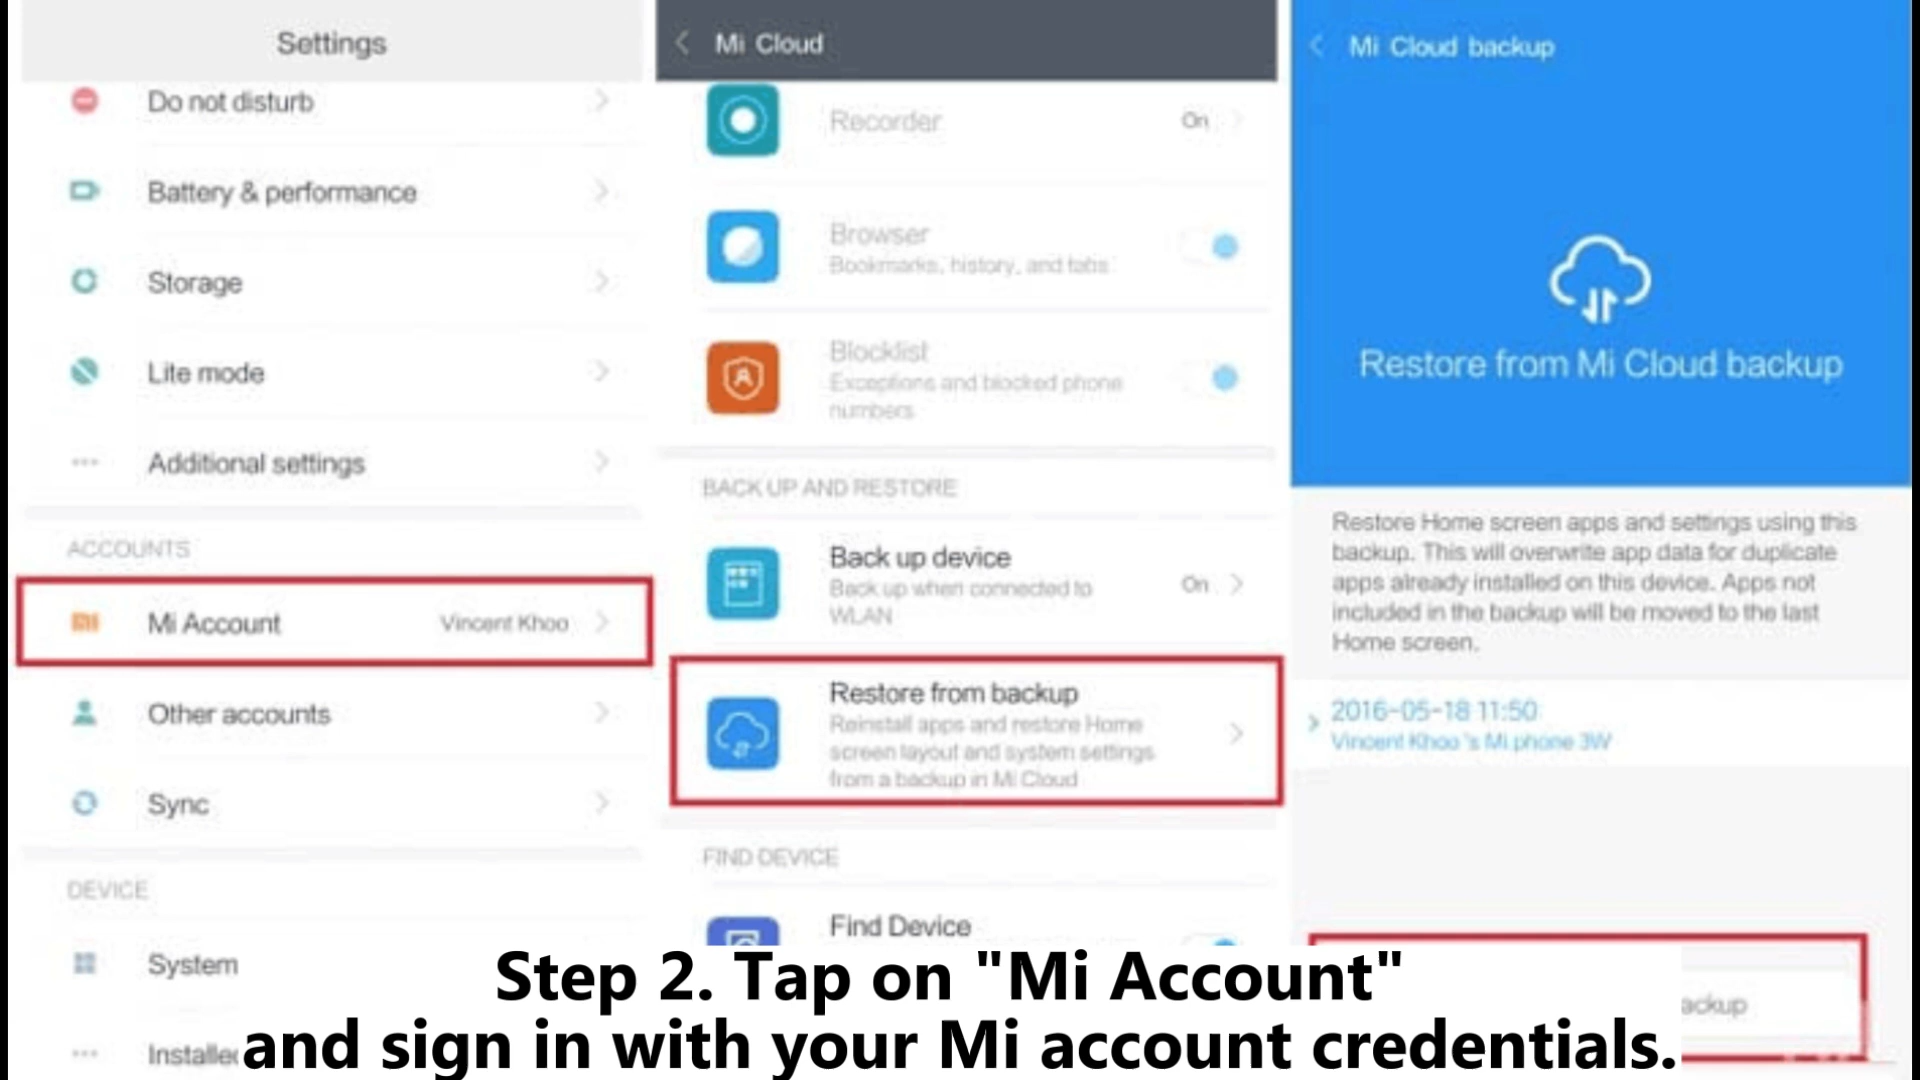 Settings
Do not disturb
Battery & performance
Storage
Lite mode
Additional settings
ACCOUNTS
Mi Account Vincent Khoo
Other accounts
Sync
DEVICE
System
Mi Cloud
Recorder On
Browser
Bookmarks, history, and tabs
Blocklist
Exceptions and blocked phone
numbers
BACK UP AND RESTORE
Back up device
Back up when connected to
WLAN
On
Restore from backup
Reinstall apps and restore Home
screen layout and system settings
from a backup in Mi Cloud
FIND DEVICE
Find Device
Mi Cloud backup
Restore from Mi Cloud backup
Restore Home screen apps and settings using this
backup. This will overwrite app data for duplicate
apps already installed on this device. Apps not
included in the backup will be moved to the last
Home screen.
2016-05-18 11:50
Vincent Khoo 's Mi phone 3W
Step 2. Tap on "Mi Account"
and sign in with your Mi account credentials.